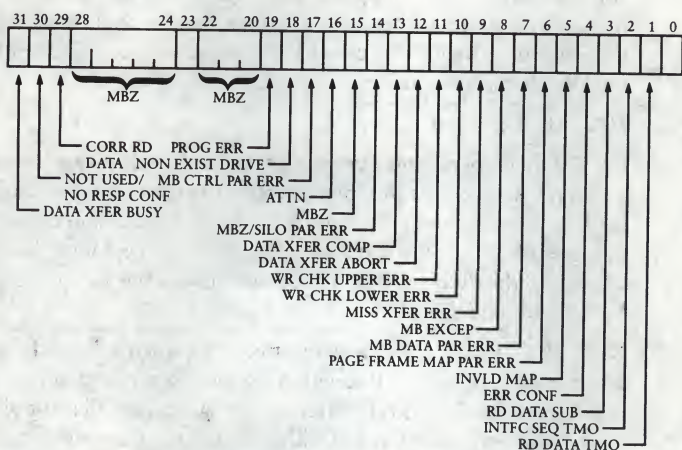 31 30 29 28 24 23 22 20 19 18 17 16 15 14 13 12 11 10 9 8 7 6 5 4 3 2 1 0
MBZ MBZ
CORR RD PROG ERR
DATA NON EXIST DRIVE
NOT USED/ MB CTRL PAR ERR
NO RESP CONF ATTN
DATA XFER BUSY MBZ
MBZ/SILO PAR ERR
DATA XFER COMP
DATA XFER ABORT
WR CHK UPPER ERR
WR CHK LOWER ERR
MISS XFER ERR
MB EXCEP
MB DATA PAR ERR
PAGE FRAME MAP PAR ERR
INVLD MAP
ERR CONF
RD DATA SUB
INTFC SEQ TMO
RD DATA TMO